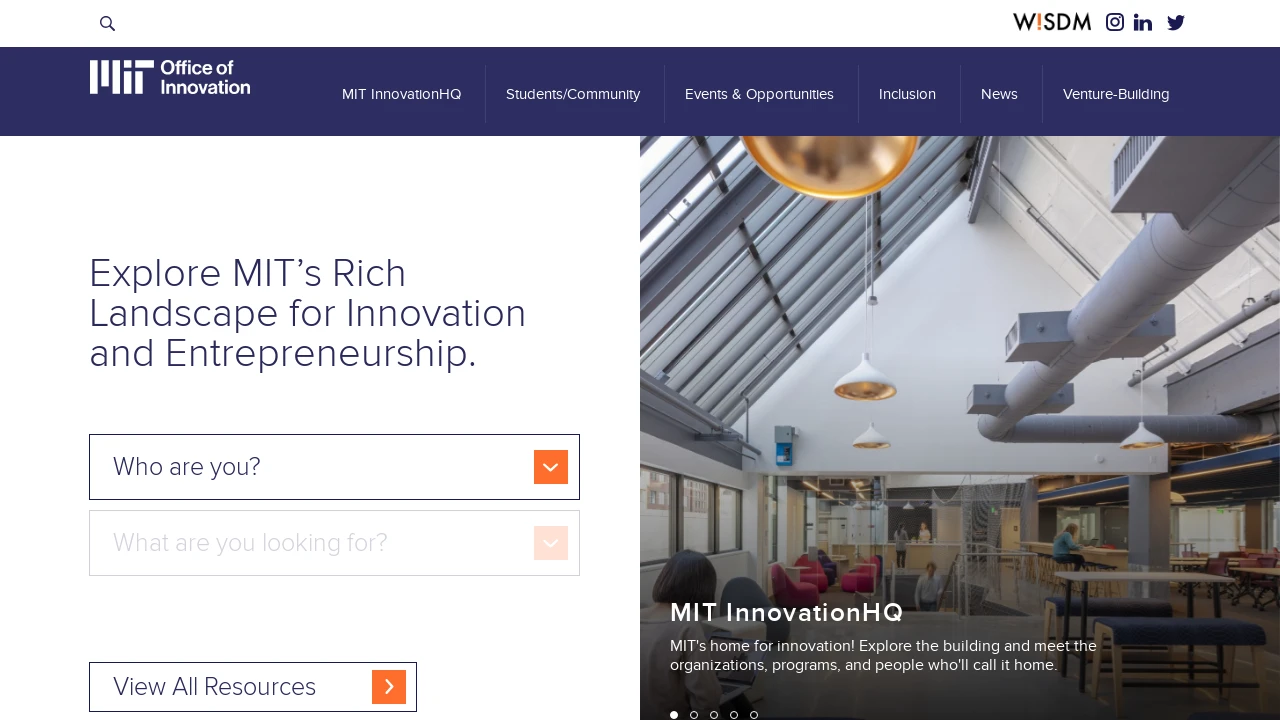 W!SDM
MIT Office of
Innovation
MIT InnovationHQ
Students/Community
Events & Opportunities
Inclusion
News
Venture-Building
Explore MIT’s Rich
Landscape for Innovation
and Entrepreneurship.
Who are you?
What are you looking for?
View All Resources
MIT InnovationHQ
MIT's home for innovation! Explore the building and meet the
organizations, programs, and people who'll call it home.